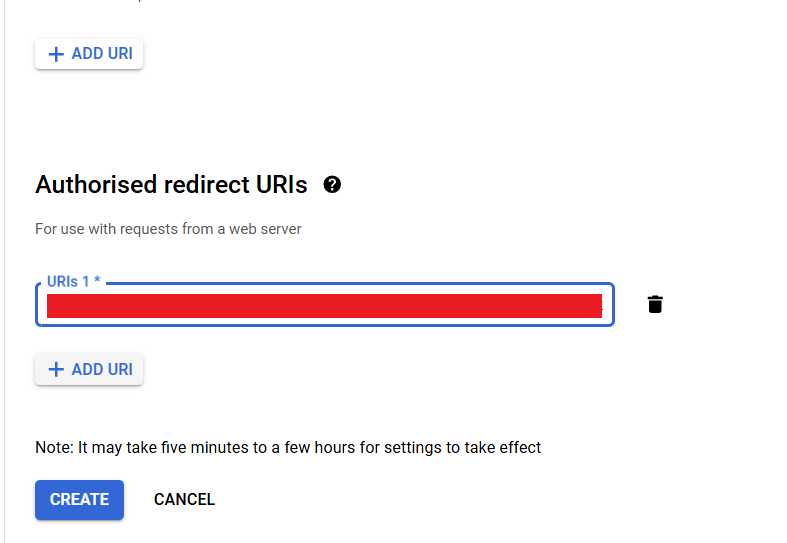 ADD URI
Authorised redirect URIs
For use with requests from a web server
URIs 1 *
ADD URI
Note: It may take five minutes to a few hours for settings to take effect
CREATE CANCEL